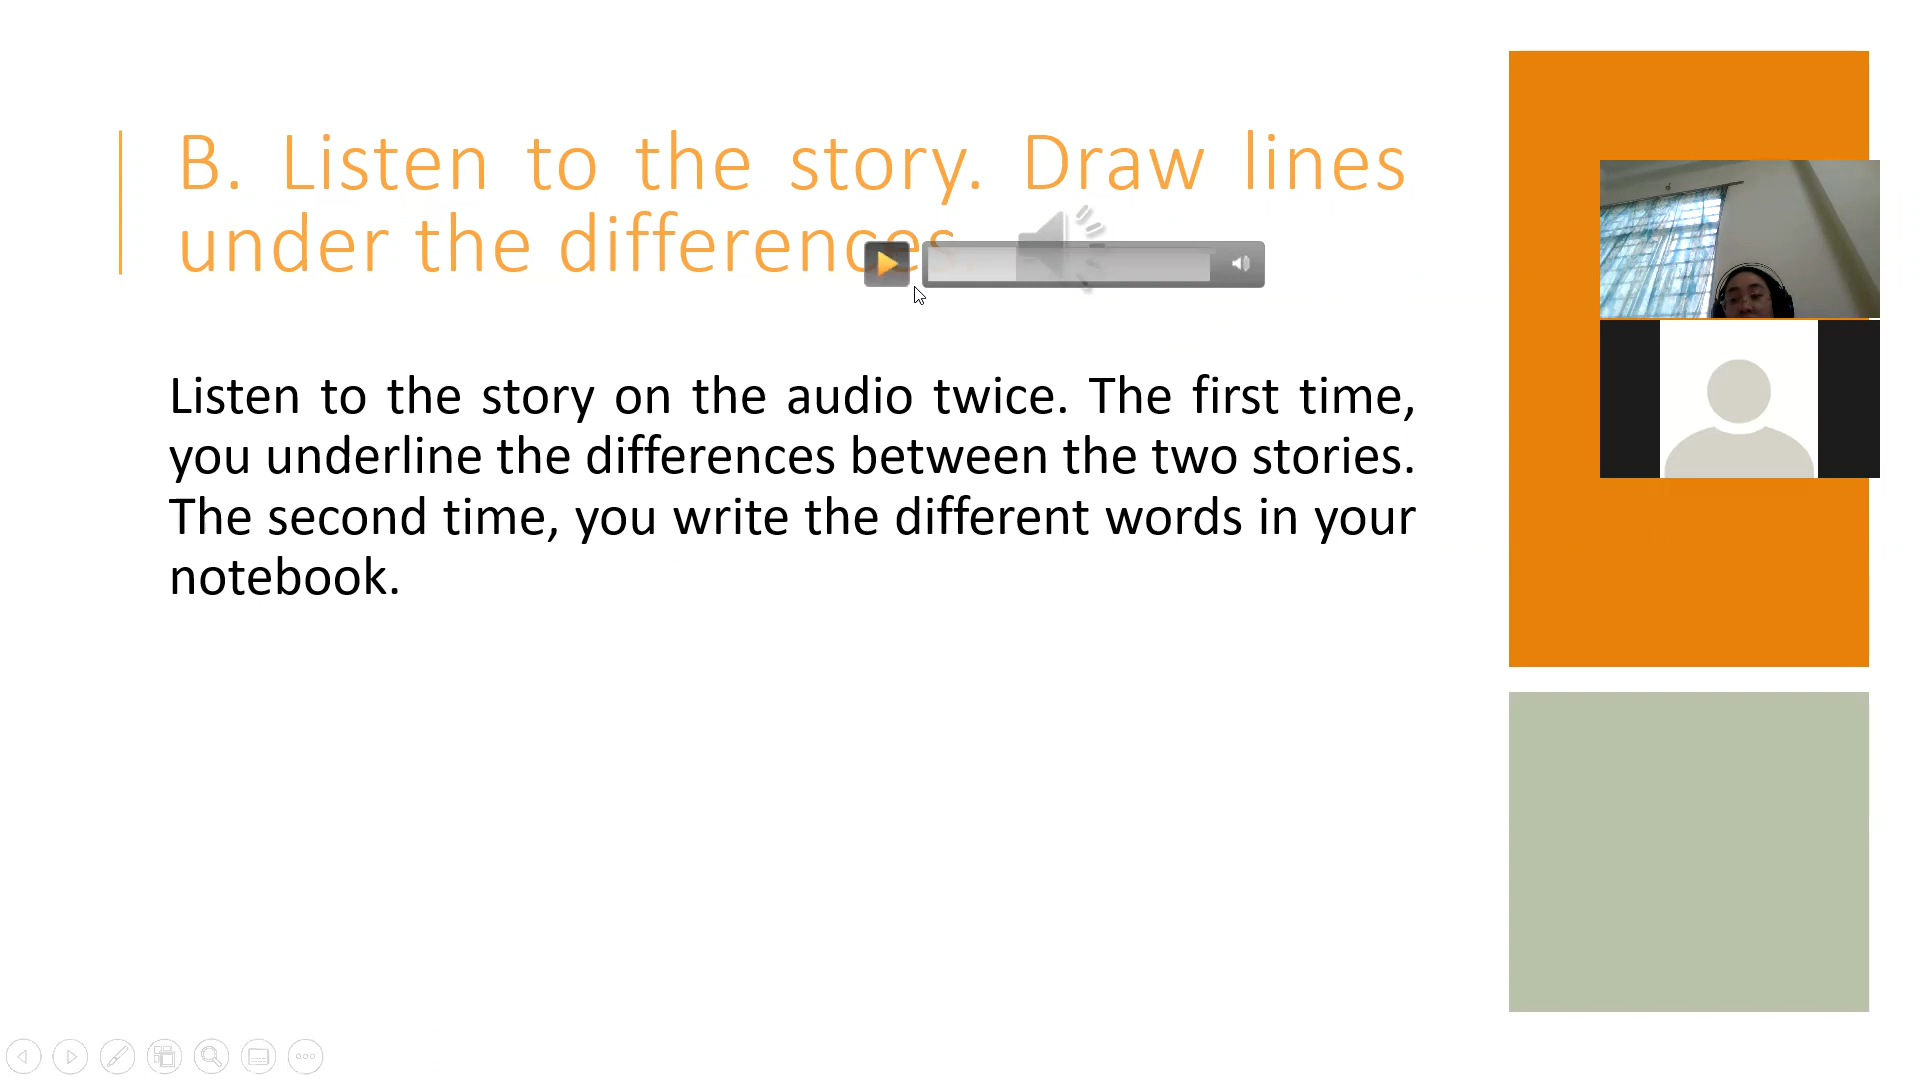 B. Listen to the story. Draw lines
under the differences.
Listen to the story on the audio twice. The first time,
you underline the differences between the two stories.
The second time, you write the different words in your
notebook.